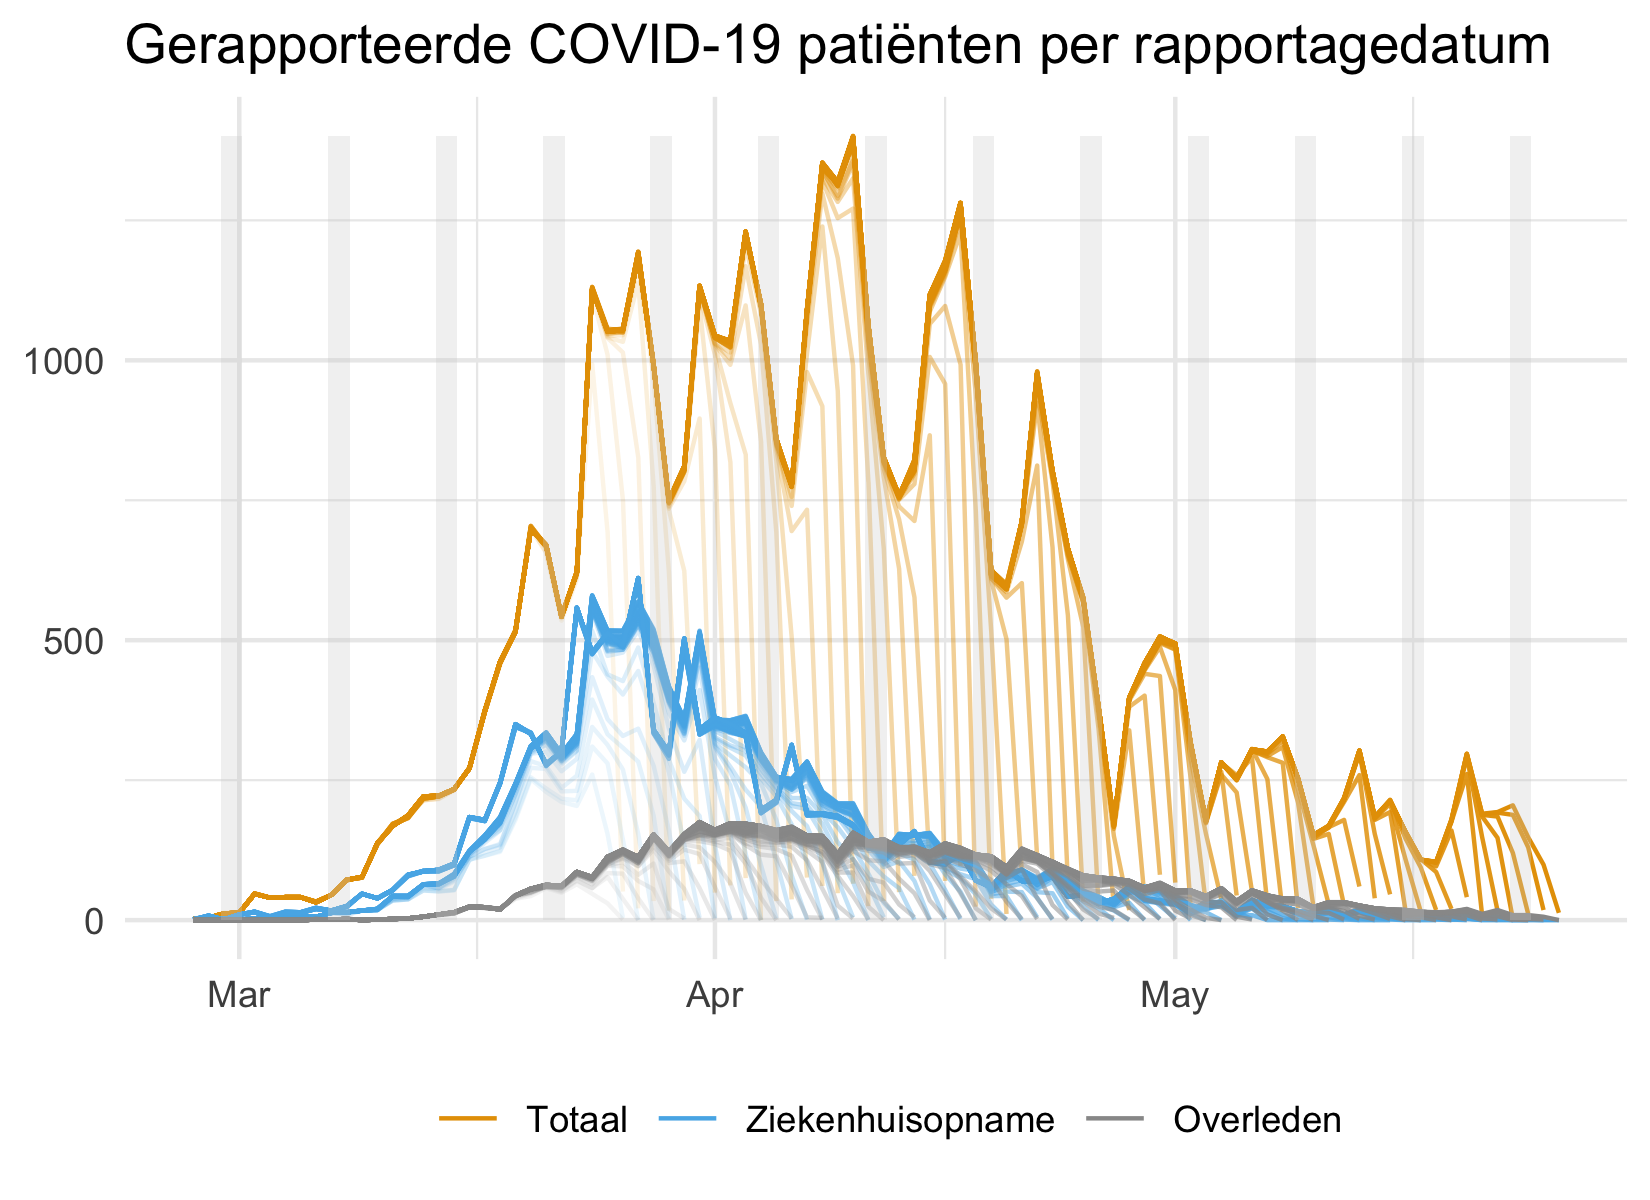 Gerapporteerde COVID-19 patiënten per rapportagedatum
1000
500
0
Mar Apr May
Totaal Ziekenhuisopname Overleden